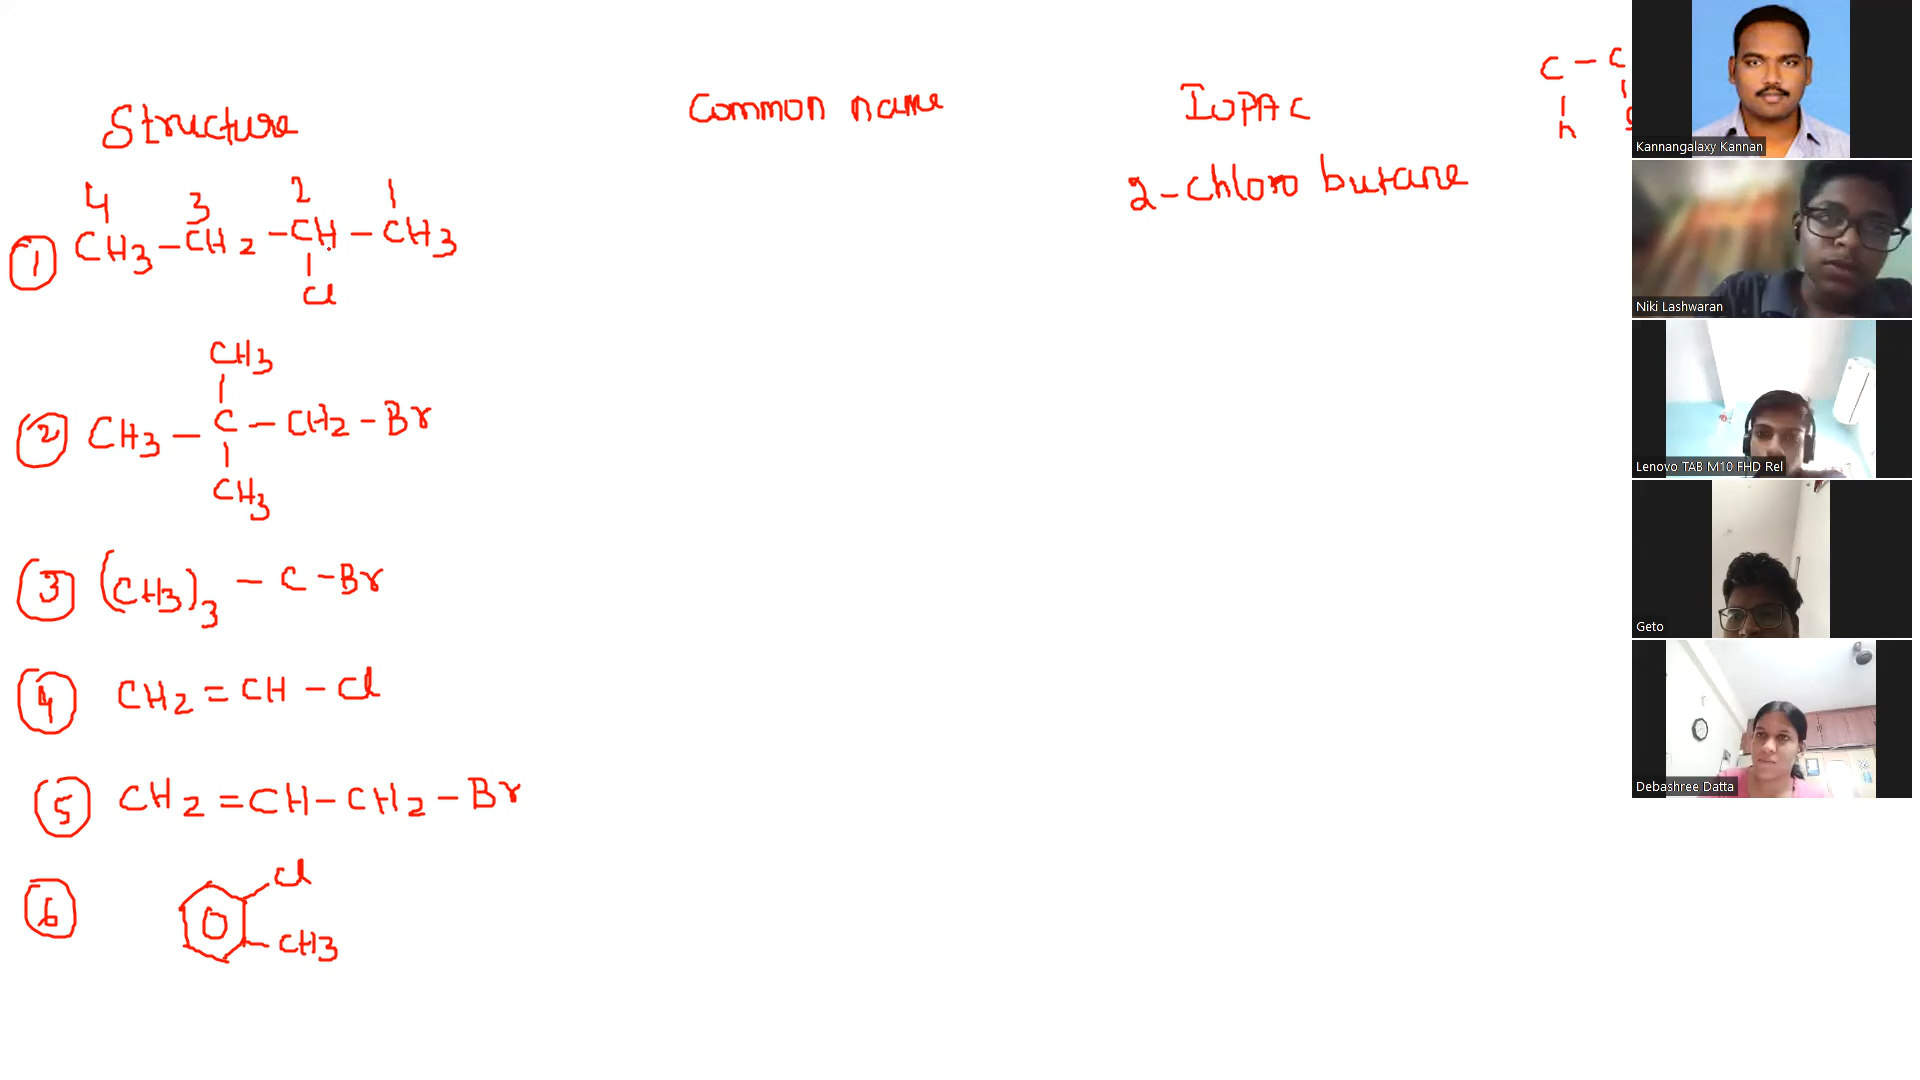 Structure
Common name
IUPAC
C - C
h
4 3 2 1
① CH3 - CH2 - CH - CH3
Cl
2-chloro butane
CH3
② CH3 - C - CH2 - Br
CH3
③ (CH3)3 - C - Br
④ CH2 = CH - Cl
⑤ CH2 = CH - CH2 - Br
⑥
Cl
CH3
Kannangalaxy Kannan
Niki Lashwaran
Lenovo TAB M10 FHD Rel
Geto
Debashree Datta